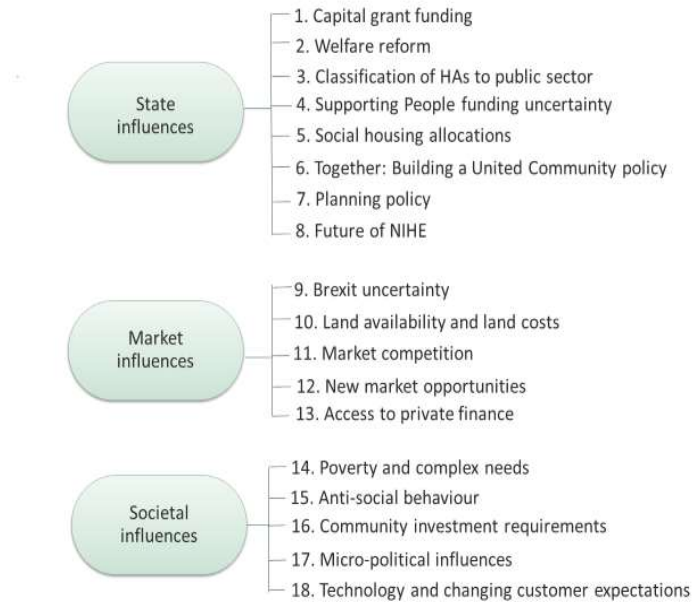 State
influences
1. Capital grant funding
2. Welfare reform
3. Classification of HAs to public sector
4. Supporting People funding uncertainty
5. Social housing allocations
6. Together: Building a United Community policy
7. Planning policy
8. Future of NIHE
Market
influences
9. Brexit uncertainty
10. Land availability and land costs
11. Market competition
12. New market opportunities
13. Access to private finance
Societal
influences
14. Poverty and complex needs
15. Anti-social behaviour
16. Community investment requirements
17. Micro-political influences
18. Technology and changing customer expectations